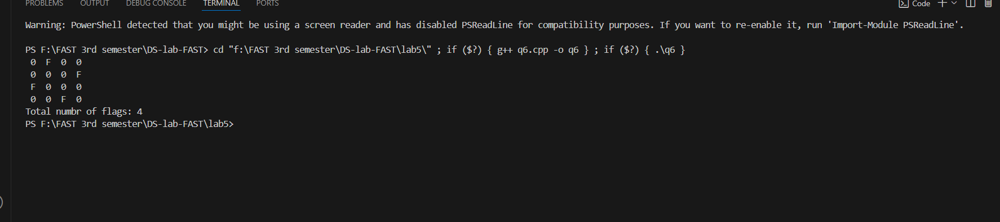 PROBLEMS OUTPUT DEBUG CONSOLE TERMINAL PORTS Code
Warning: PowerShell detected that you might be using a screen reader and has disabled PSReadLine for compatibility purposes. If you want to re-enable it, run 'Import-Module PSReadLine'.
PS F:\FAST 3rd semester\DS-lab-FAST> cd "f:\FAST 3rd semester\DS-lab-FAST\lab5\" ; if ($?) { g++ q6.cpp -o q6 } ; if ($?) { .\q6 }
0 F 0 0
0 0 0 F
F 0 0 0
0 0 F 0
Total numbr of flags: 4
PS F:\FAST 3rd semester\DS-lab-FAST\lab5>